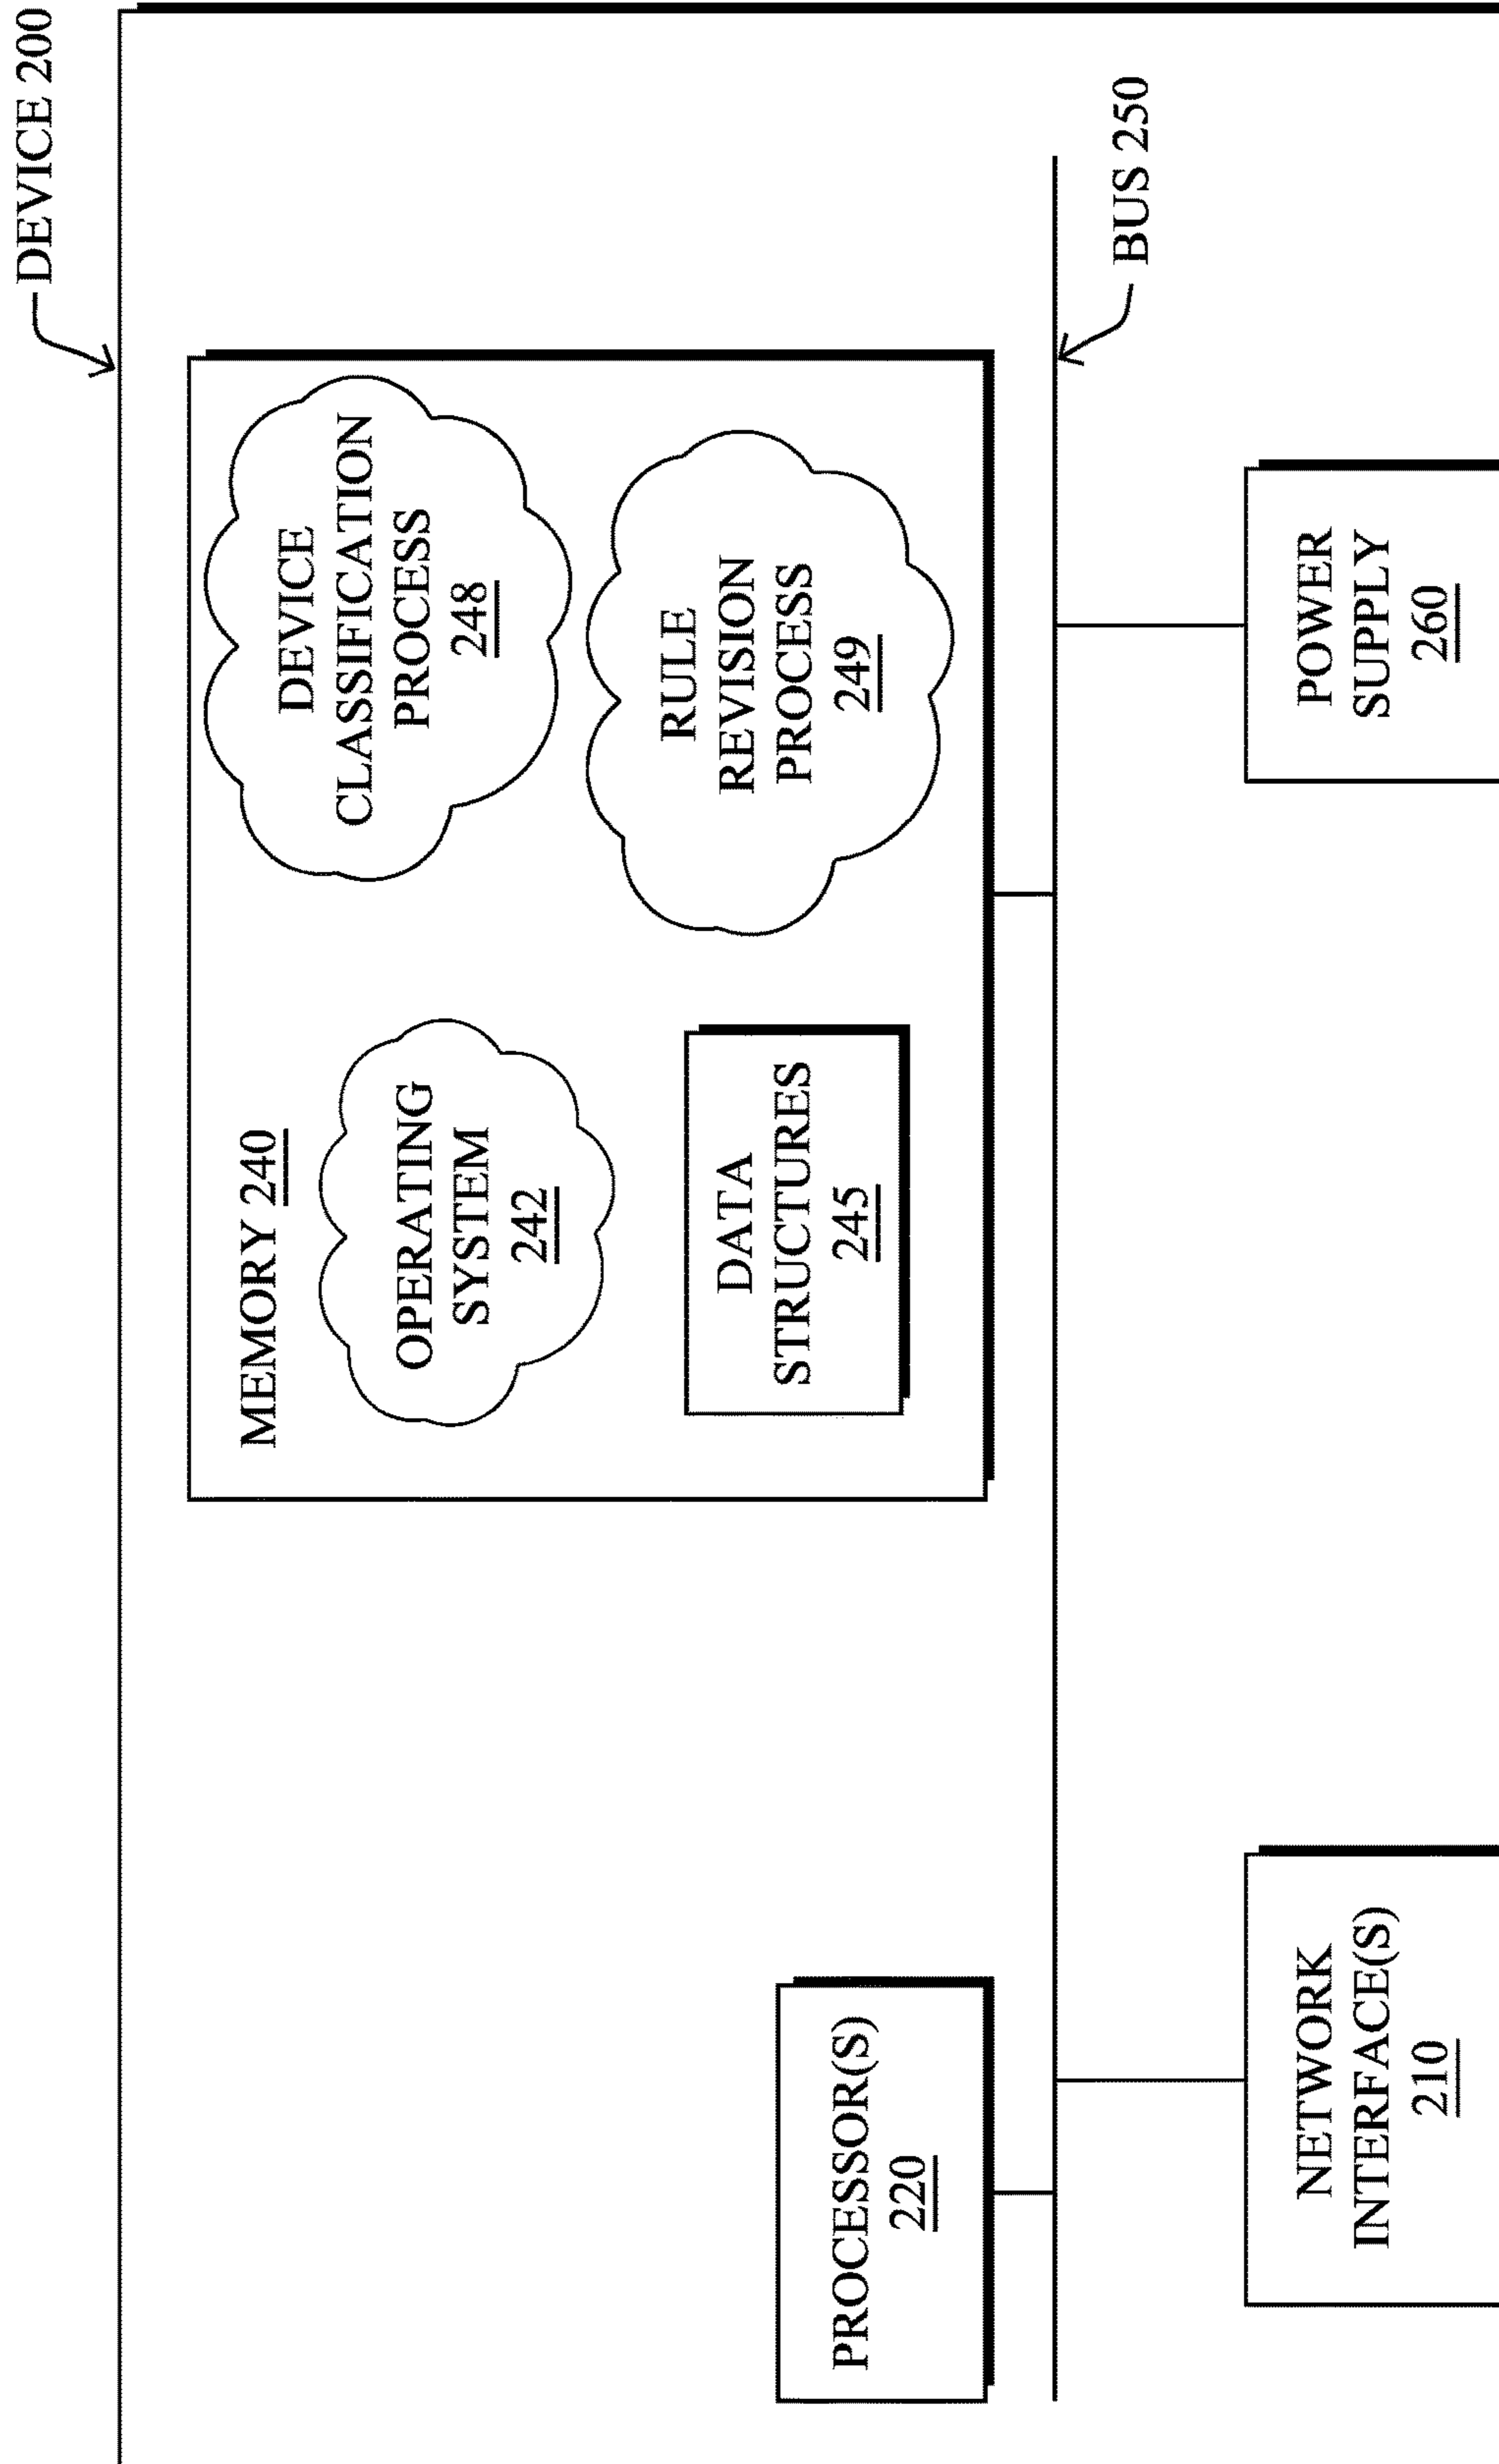 DEVICE 200
MEMORY 240
OPERATING
SYSTEM
242
DATA
STRUCTURES
245
DEVICE
CLASSIFICATION
PROCESS
248
RULE
REVISION
PROCESS
249
PROCESSOR(S)
220
BUS 250
NETWORK
INTERFACE(S)
210
POWER
SUPPLY
260